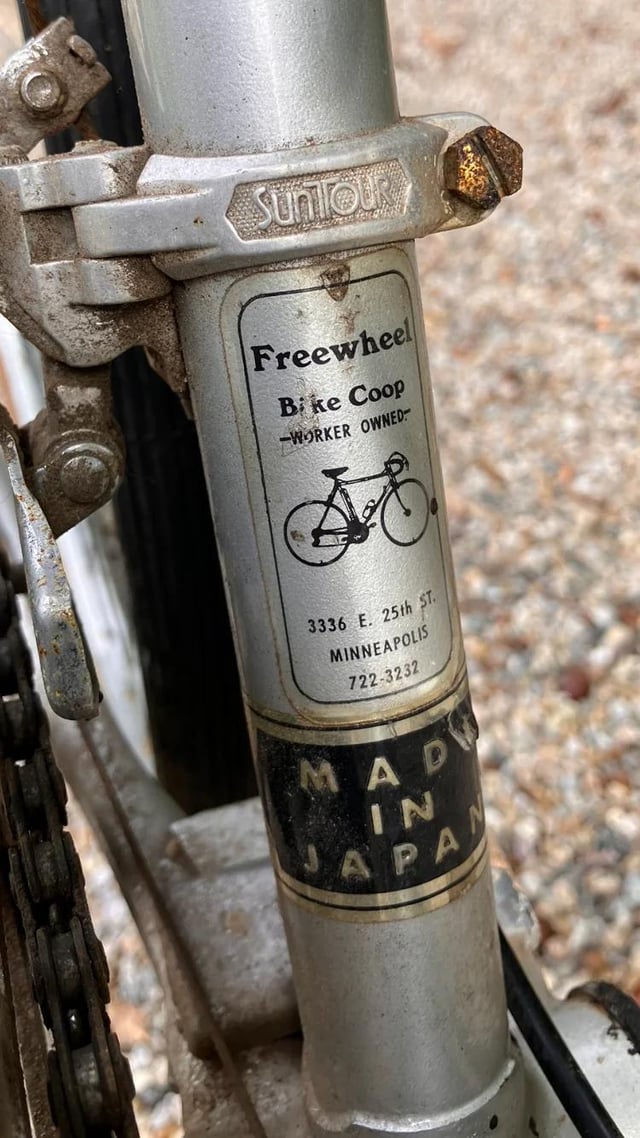 SunTour
Freewheel
Bike Coop
-WORKER OWNED-
3336 E. 25th ST.
MINNEAPOLIS
722-3232
MADE
IN
JAPAN